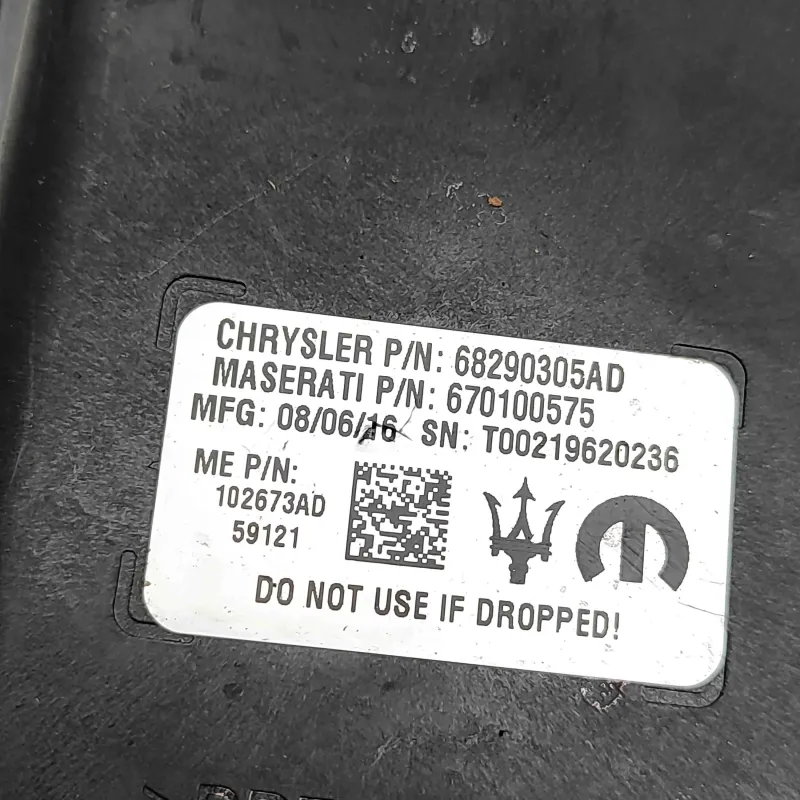 CHRYSLER P/N: 68290305AD
MASERATI P/N: 670100575
MFG: 08/06/16 SN: T00219620236
ME P/N:
102673AD
59121
DO NOT USE IF DROPPED!